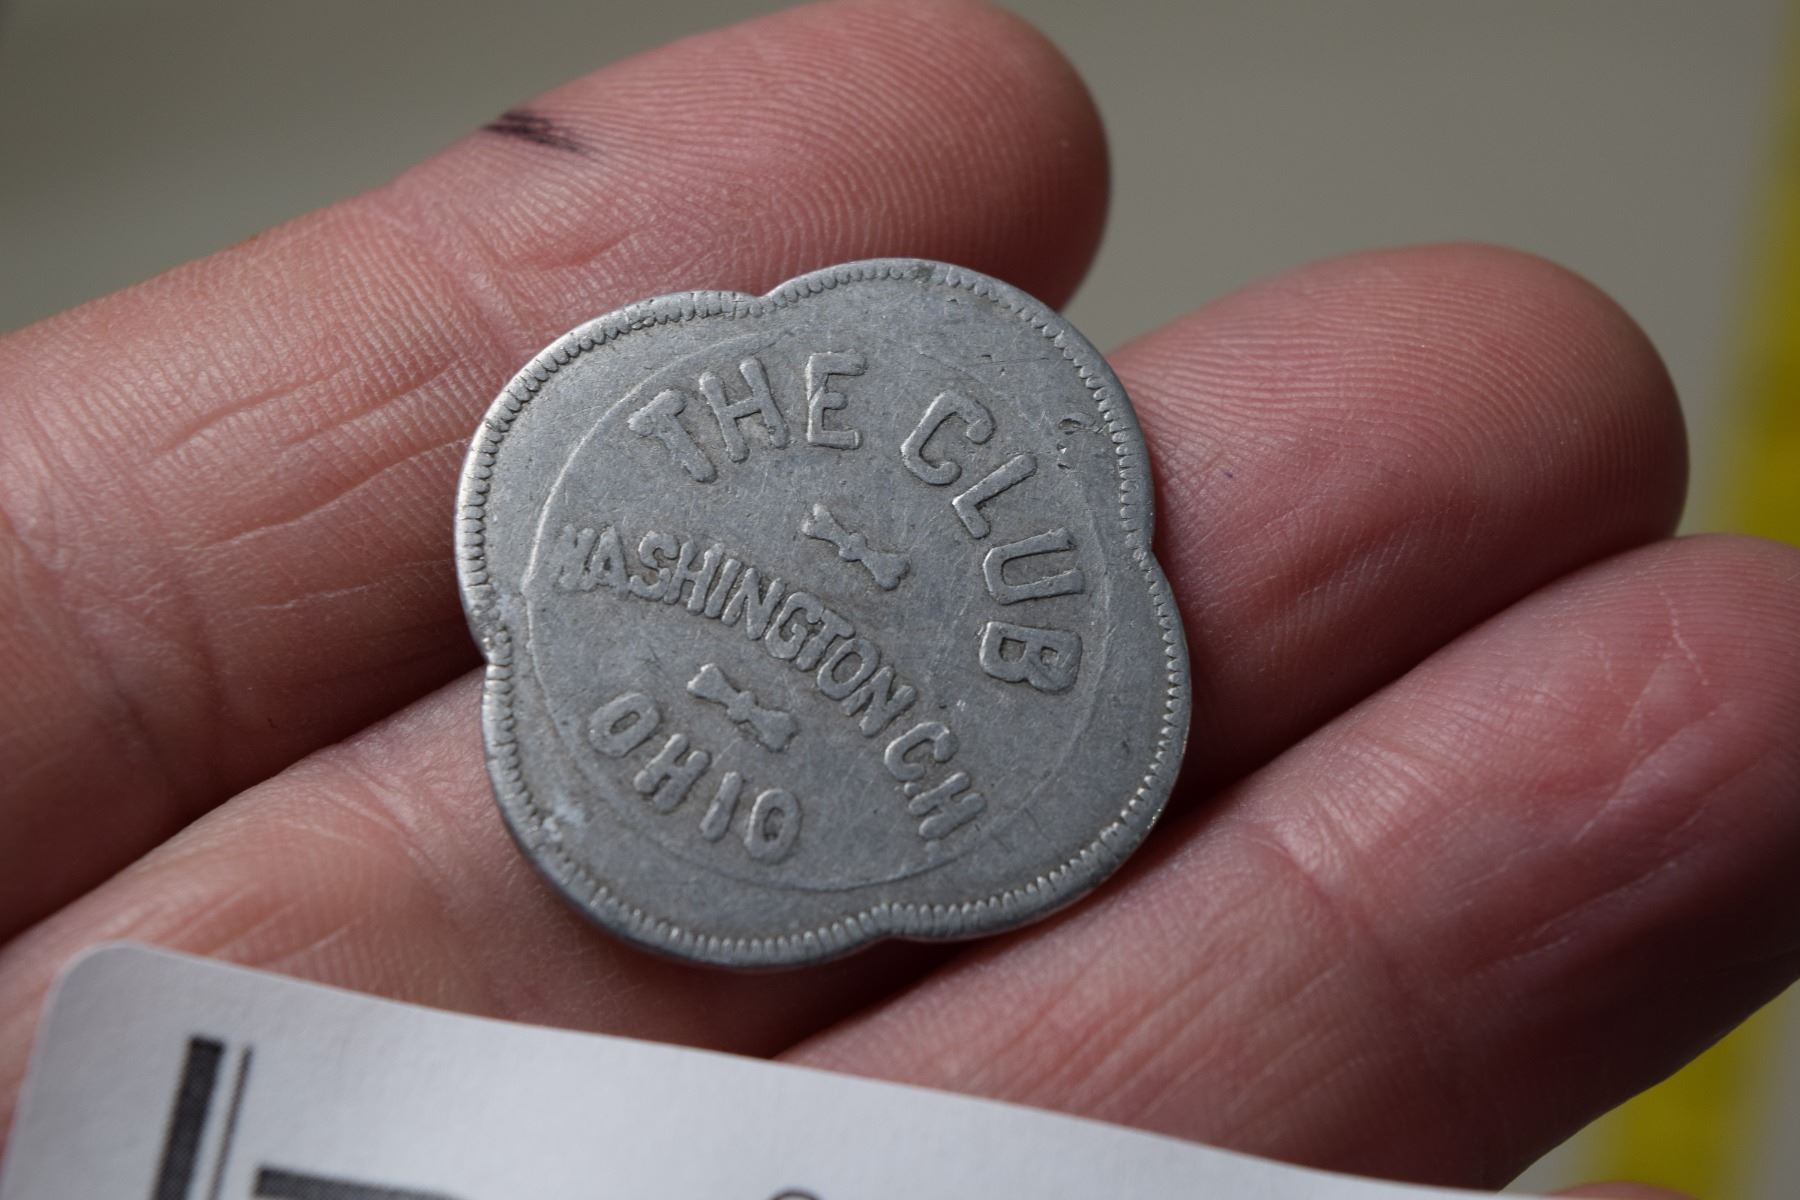 THE CLUB
WASHINGTON C.H
OHIO